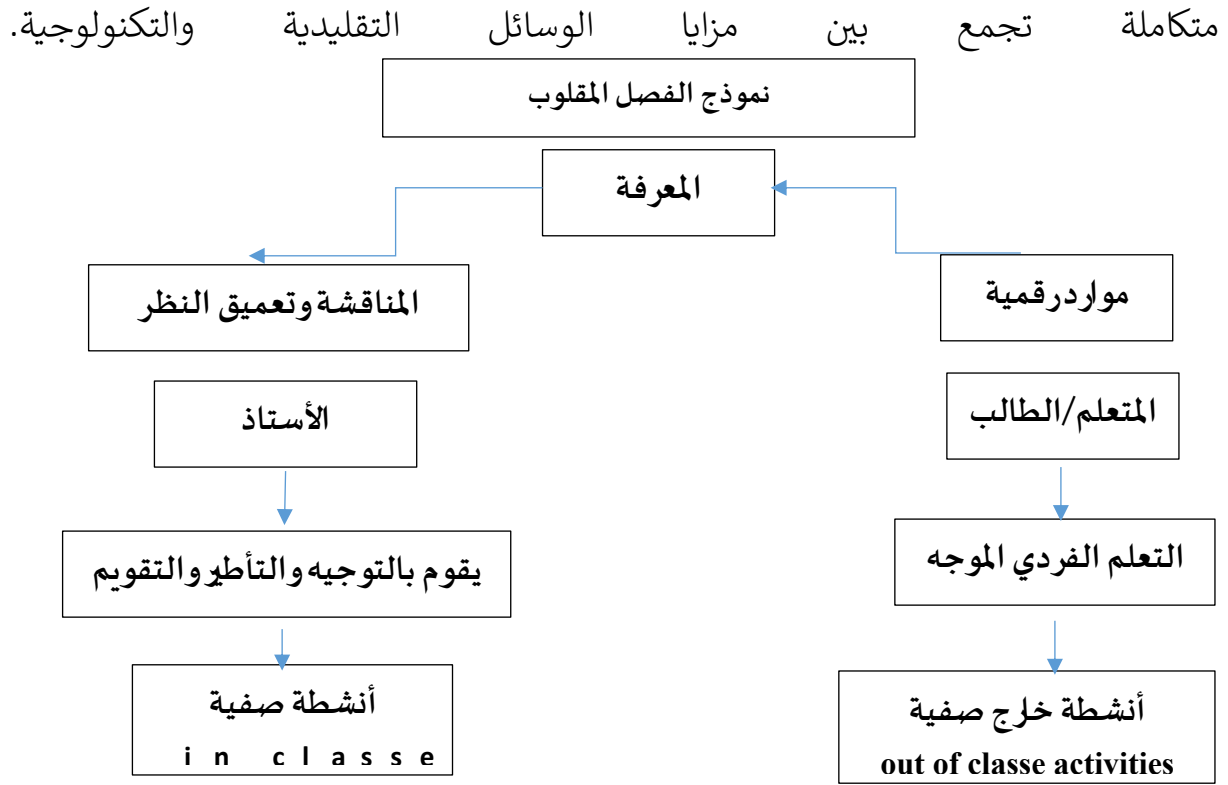 متكاملة تجمع بين مزايا الوسائل التقليدية والتكنولوجية.
نموذج الفصل المقلوب
المعرفة
موارد رقمية
المناقشة وتعميق النظر
المتعلم/الطالب
الأستاذ
التعلم الفردي الموجه
يقوم بالتوجيه والتأطير والتقويم
أنشطة خارج صفية
out of classe activities
أنشطة صفية
in classe